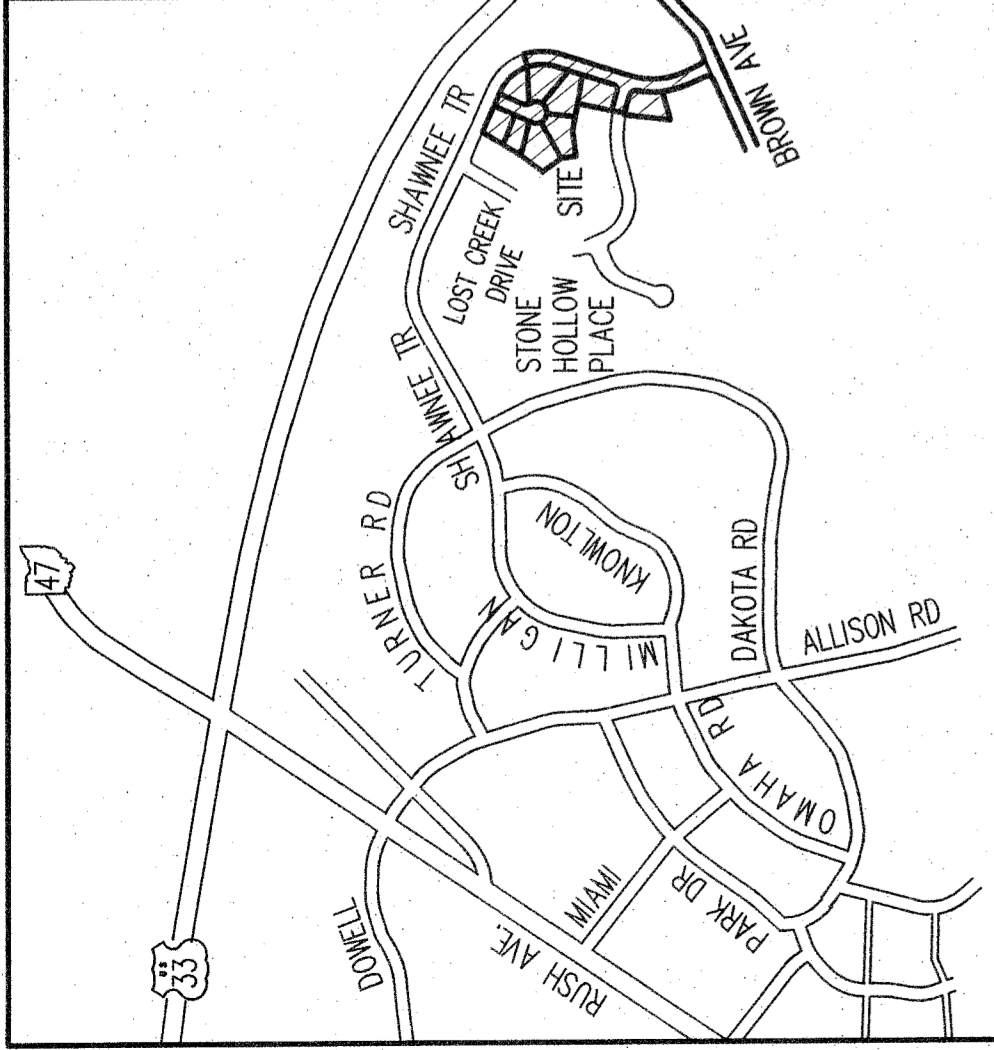 BROWN AVE
SHAWNEE TR
SITE
LOST CREEK
DRIVE
STONE
HOLLOW
PLACE
SHAWNEE TR
TURNER RD
KNOWLTON
MILLIGAN
DAKOTA RD
ALLISON RD
47
OMAHA RD
MIAMI
PARK DR
DOWELL
RUSH AVE.
US
33